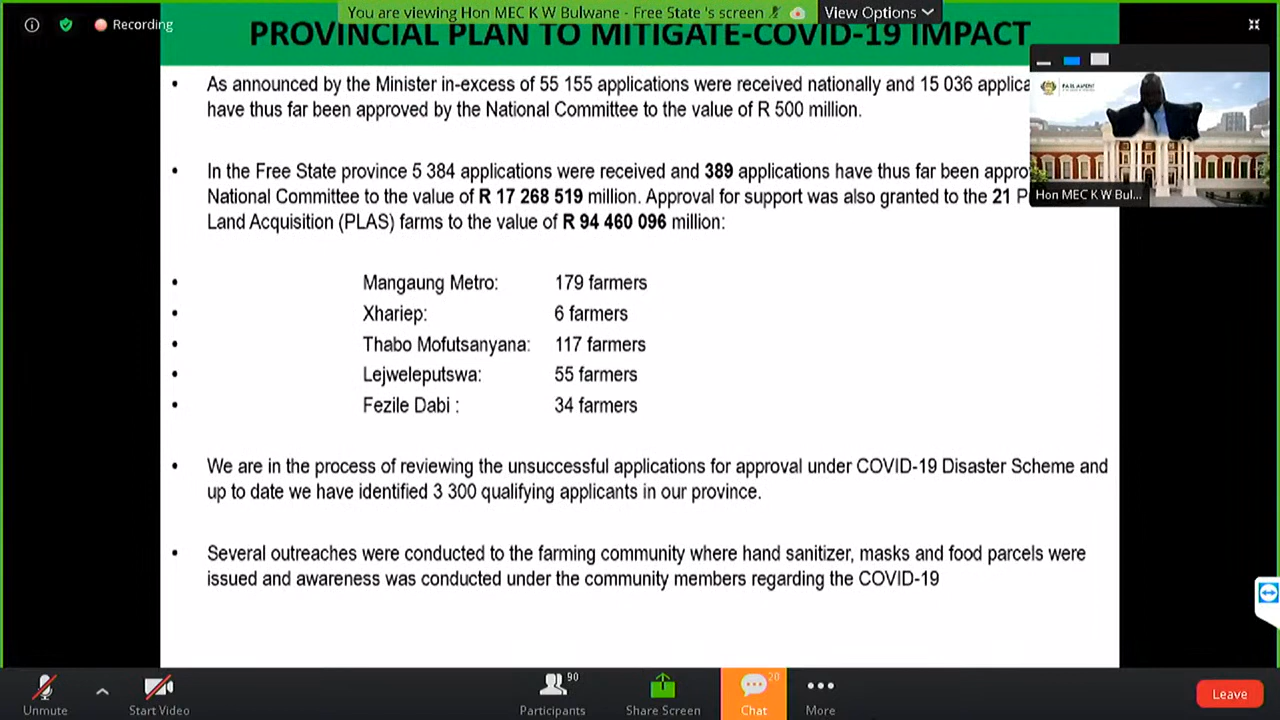 You are viewing Hon MEC K W Bulwane - Free State 's screen
View Options
Recording
PROVINCIAL PLAN TO MITIGATE-COVID-19 IMPACT
• As announced by the Minister in-excess of 55 155 applications were received nationally and 15 036 applica
have thus far been approved by the National Committee to the value of R 500 million.
• In the Free State province 5 384 applications were received and 389 applications have thus far been appro
National Committee to the value of R 17 268 519 million. Approval for support was also granted to the 21 P
Land Acquisition (PLAS) farms to the value of R 94 460 096 million:
• Mangaung Metro: 179 farmers
• Xhariep: 6 farmers
• Thabo Mofutsanyana: 117 farmers
• Lejweleputswa: 55 farmers
• Fezile Dabi : 34 farmers
• We are in the process of reviewing the unsuccessful applications for approval under COVID-19 Disaster Scheme and
up to date we have identified 3 300 qualifying applicants in our province.
• Several outreaches were conducted to the farming community where hand sanitizer, masks and food parcels were
issued and awareness was conducted under the community members regarding the COVID-19
PARLIAMENT
Hon MEC K W Bul...
Unmute
Start Video
90
Participants
Share Screen
20
Chat
More
Leave